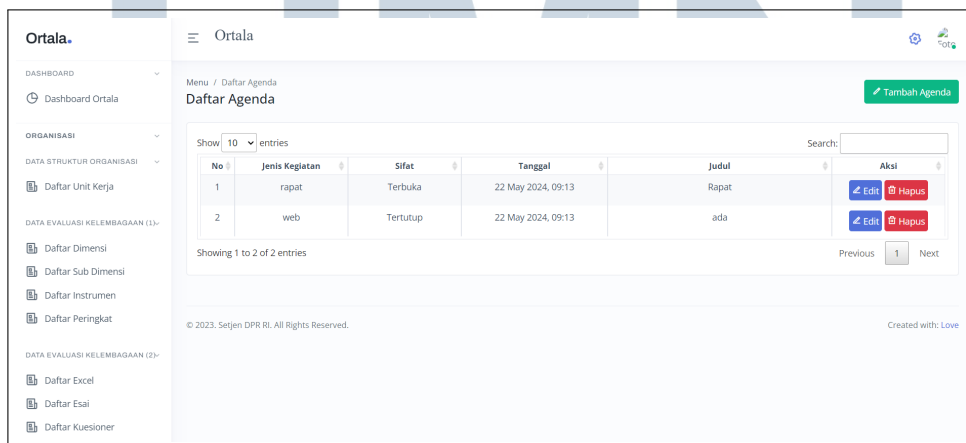 Ortala.
Ortala
DASHBOARD
Dashboard Ortala
ORGANISASI
DATA STRUKTUR ORGANISASI
Daftar Unit Kerja
DATA EVALUASI KELEMBAGAAN (1)
Daftar Dimensi
Daftar Sub Dimensi
Daftar Instrumen
Daftar Peringkat
DATA EVALUASI KELEMBAGAAN (2)
Daftar Excel
Daftar Esai
Daftar Kuesioner
Menu / Daftar Agenda
Daftar Agenda
Tambah Agenda
Show 10 entries
Search:
No Jenis Kegiatan Sifat Tanggal Judul Aksi
1 rapat Terbuka 22 May 2024, 09:13 Rapat Edit Hapus
2 web Tertutup 22 May 2024, 09:13 ada Edit Hapus
Showing 1 to 2 of 2 entries
Previous 1 Next
© 2023. Setjen DPR RI. All Rights Reserved.
Created with: Love